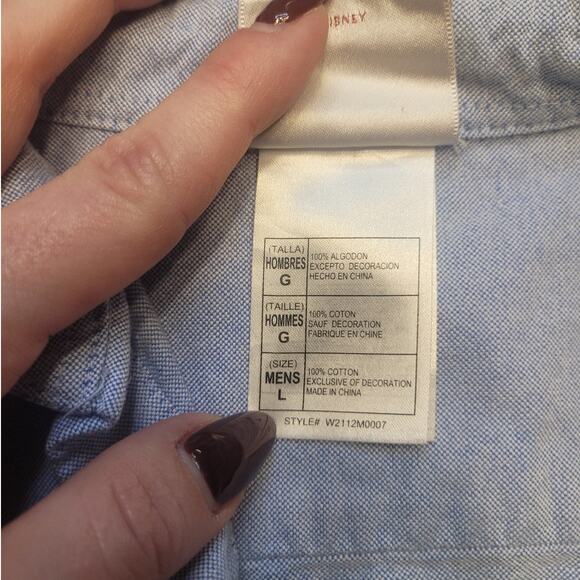 (TALLA)
HOMBRES
G
100% ALGODON
EXCEPTO DECORACION
HECHO EN CHINA
(TAILLE)
HOMMES
G
100% COTON
SAUF DECORATION
FABRIQUE EN CHINE
(SIZE)
MENS
L
100% COTTON
EXCLUSIVE OF DECORATION
MADE IN CHINA
STYLE# W2112M0007